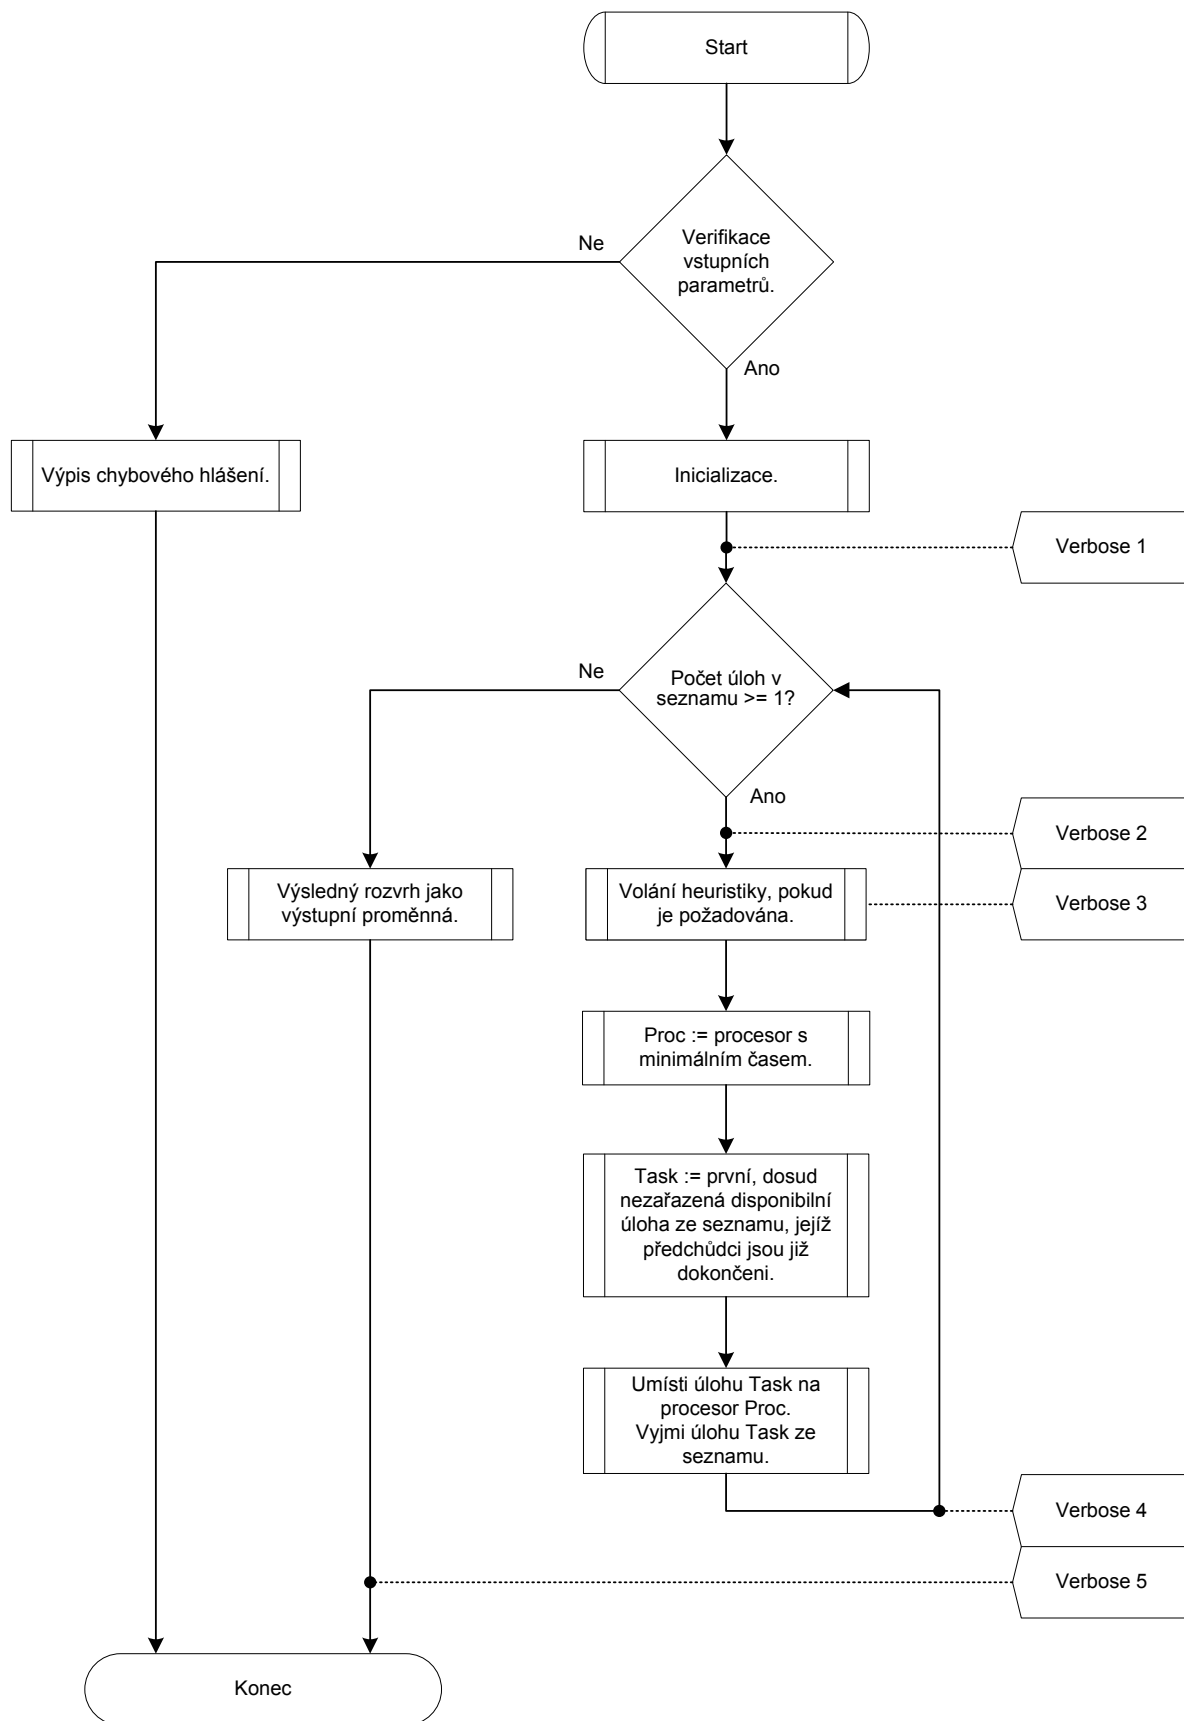 Start
Verifikace
vstupních
parametrů.
Ne
Ano
Výpis chybového hlášení.
Inicializace.
Verbose 1
Počet úloh v
seznamu >= 1?
Ne
Ano
Verbose 2
Výsledný rozvrh jako
výstupní proměnná.
Volání heuristiky, pokud
je požadována.
Verbose 3
Proc := procesor s
minimálním časem.
Task := první, dosud
nezařazená disponibilní
úloha ze seznamu, jejíž
předchůdci jsou již
dokončeni.
Umísti úlohu Task na
procesor Proc.
Vyjmi úlohu Task ze
seznamu.
Verbose 4
Verbose 5
Konec